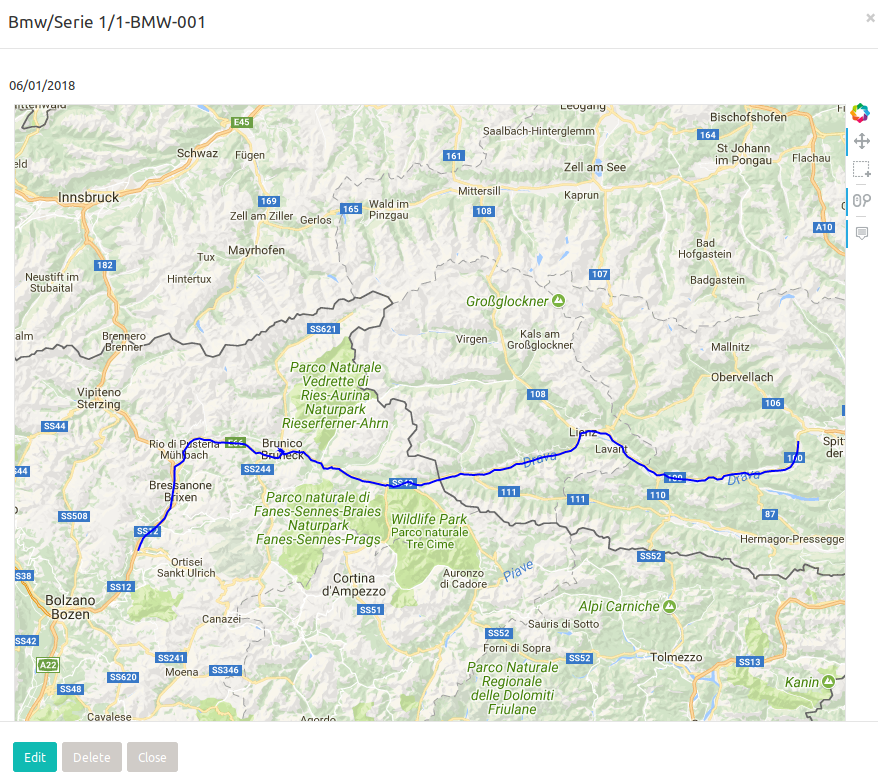 Bmw/Serie 1/1-BMW-001
×
06/01/2018
Leogang
E45
Bischofshofen
Saalbach-Hinterglemm
164
Schwaz
Fügen
161
St Johann
im Pongau
Flachau
Zell am See
Innsbruck
169
Mittersill
Kaprun
165
Wald im
Pinzgau
108
Zell am Ziller
Gerlos
A10
Mayrhofen
Bad
Hofgastein
Tux
182
Hintertux
107
Badgastein
Neustift im
Stubaital
Großglockner
SS621
Brennero
Brenner
Virgen
Kals am
Großglockner
Mallnitz
Parco Naturale
Vedrette di
Ries-Aurina
Naturpark
Rieserferner-Ahrn
Obervellach
Vipiteno
Sterzing
108
106
SS44
Lienz
Rio di Pusteria
Mühlbach
E66
Brunico
Bruneck
Lavant
Spit
der
100
44
SS244
Drava
Bressanone
Brixen
SS49
111
111
100
110
Drava
Parco naturale di
Fanes-Sennes-Braies
Naturpark
Fanes-Sennes-Prags
SS508
Wildlife Park
Parco naturale
Tre Cime
87
SS12
Hermagor-Pressegge
Ortisei
Sankt Ulrich
SS52
S38
SS12
Cortina
d'Ampezzo
Auronzo
di Cadore
Piave
Bolzano
Bozen
SS51
Alpi Carniche
Canazei
Sauris di Sotto
SS42
SS52
Forni di Sopra
A22
SS241
SS52
Tolmezzo
SS13
Moena
SS346
SS620
Parco Naturale
Regionale
delle Dolomiti
Friulane
SS48
Kanin
Cavalese
Agordo
Edit
Delete
Close